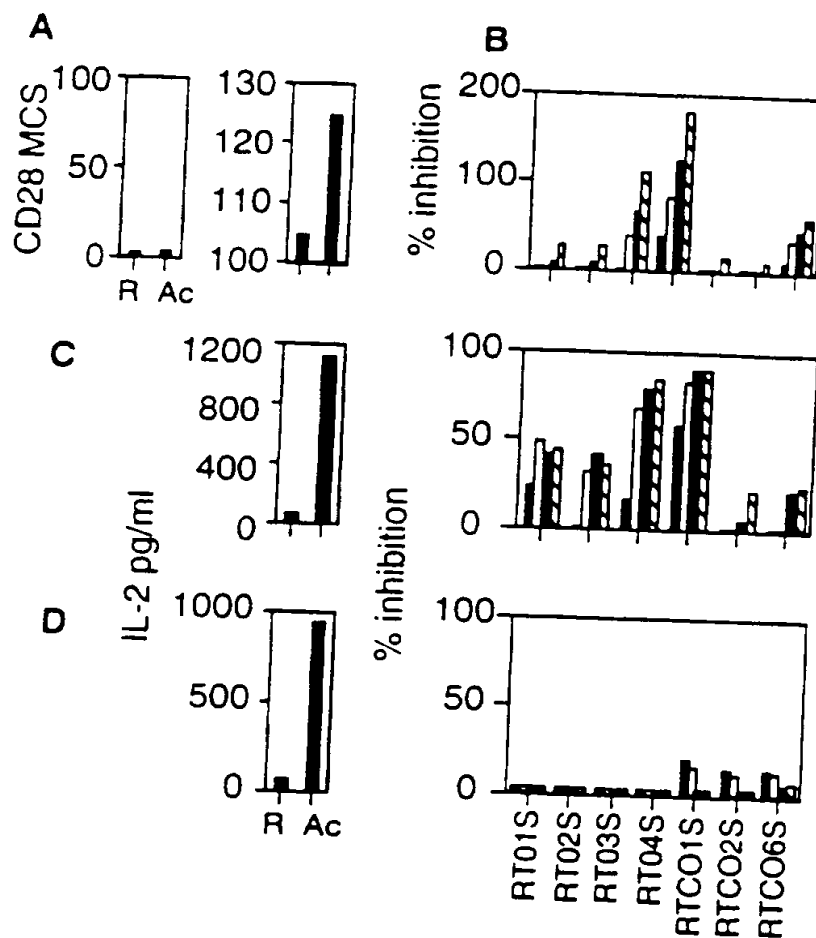 A
B
CD28 MCS
100
50
0
R Ac
130
120
110
100
% inhibition
200
100
0
C
IL-2 pg/ml
1200
800
400
0
% inhibition
100
50
0
D
1000
500
0
R Ac
100
50
0
RT01S
RT02S
RT03S
RT04S
RTCO1S
RTCO2S
RTCO6S